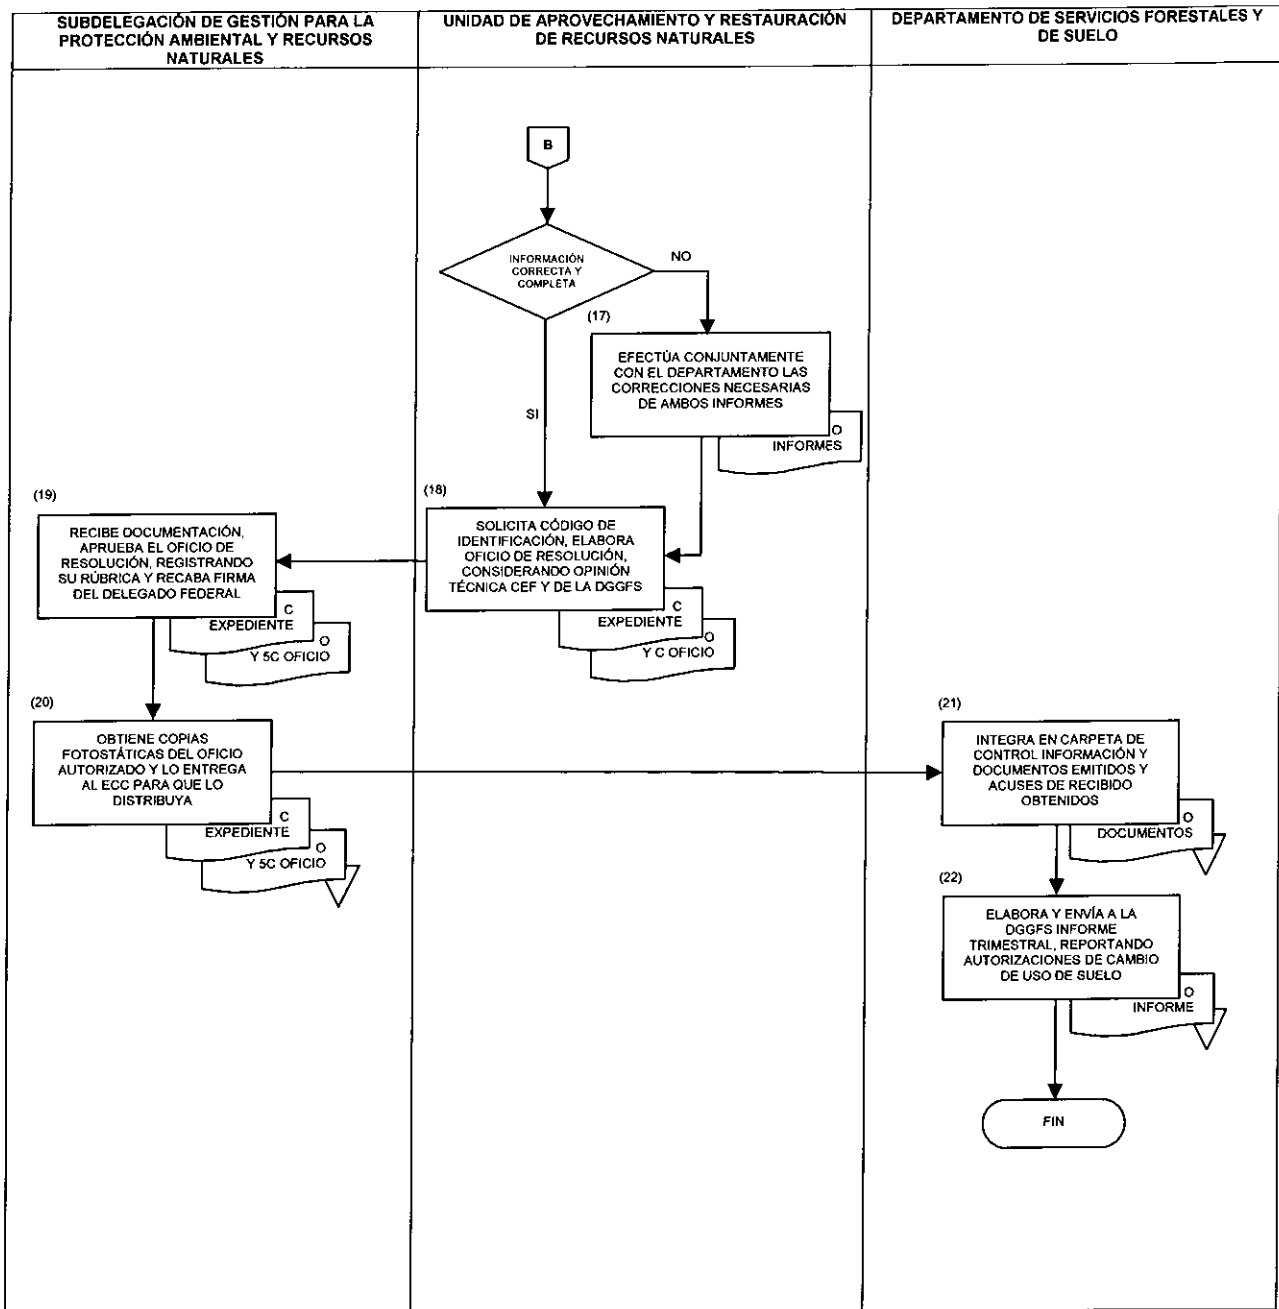 SUBDELEGACIÓN DE GESTIÓN PARA LA
PROTECCIÓN AMBIENTAL Y RECURSOS
NATURALES
UNIDAD DE APROVECHAMIENTO Y RESTAURACIÓN
DE RECURSOS NATURALES
DEPARTAMENTO DE SERVICIOS FORESTALES Y
DE SUELO
B
INFORMACIÓN
CORRECTA Y
COMPLETA
NO
SI
(17)
EFECTÚA CONJUNTAMENTE
CON EL DEPARTAMENTO LAS
CORRECCIONES NECESARIAS
DE AMBOS INFORMES
O
INFORMES
(18)
SOLICITA CÓDIGO DE
IDENTIFICACIÓN, ELABORA
OFICIO DE RESOLUCIÓN,
CONSIDERANDO OPINIÓN
TÉCNICA CEF Y DE LA DGGFS
C
EXPEDIENTE
O
Y C OFICIO
(19)
RECIBE DOCUMENTACIÓN,
APRUEBA EL OFICIO DE
RESOLUCIÓN, REGISTRANDO
SU RÚBRICA Y RECABA FIRMA
DEL DELEGADO FEDERAL
C
EXPEDIENTE
O
Y 5C OFICIO
(20)
OBTIENE COPIAS
FOTOSTÁTICAS DEL OFICIO
AUTORIZADO Y LO ENTREGA
AL ECC PARA QUE LO
DISTRIBUYA
C
EXPEDIENTE
O
Y 5C OFICIO
(21)
INTEGRA EN CARPETA DE
CONTROL INFORMACIÓN Y
DOCUMENTOS EMITIDOS Y
ACUSES DE RECIBIDO
OBTENIDOS
O
DOCUMENTOS
(22)
ELABORA Y ENVÍA A LA
DGGFS INFORME
TRIMESTRAL, REPORTANDO
AUTORIZACIONES DE CAMBIO
DE USO DE SUELO
O
INFORME
FIN